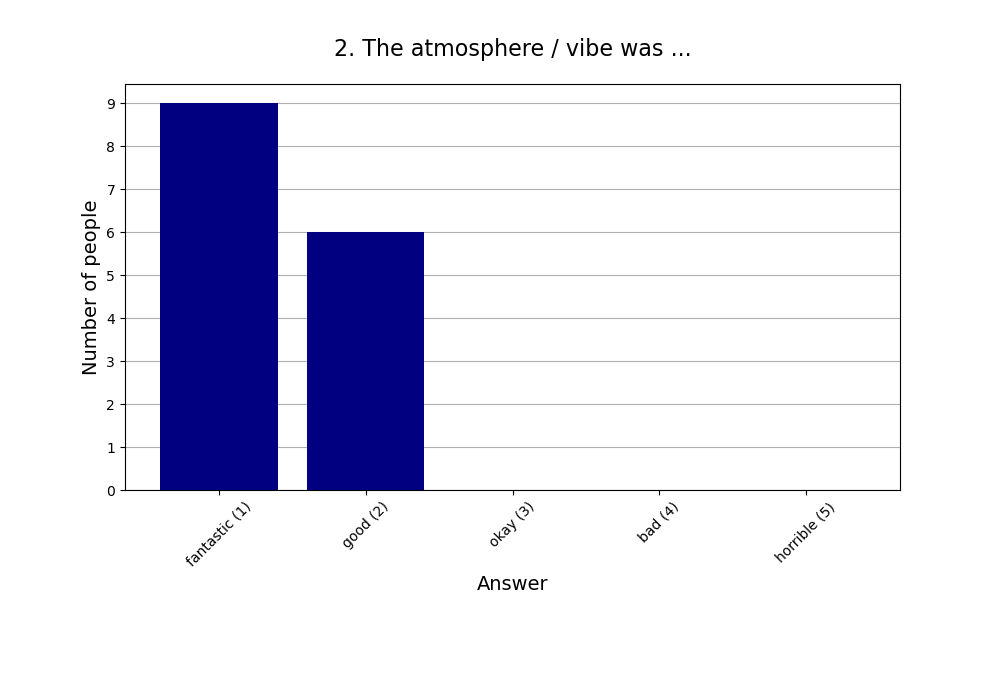 2. The atmosphere / vibe was ...
Number of people
9
8
7
6
5
4
3
2
1
0
fantastic (1)
good (2)
okay (3)
bad (4)
horrible (5)
Answer